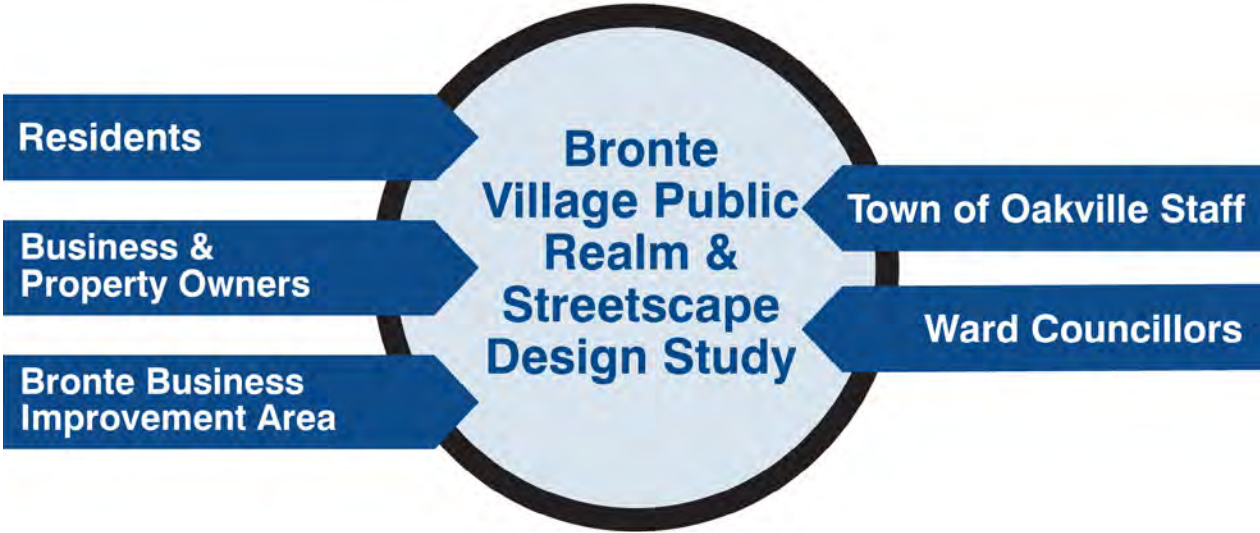 Residents
Business &
Property Owners
Bronte Business
Improvement Area
Bronte
Village Public
Realm &
Streetscape
Design Study
Town of Oakville Staff
Ward Councillors